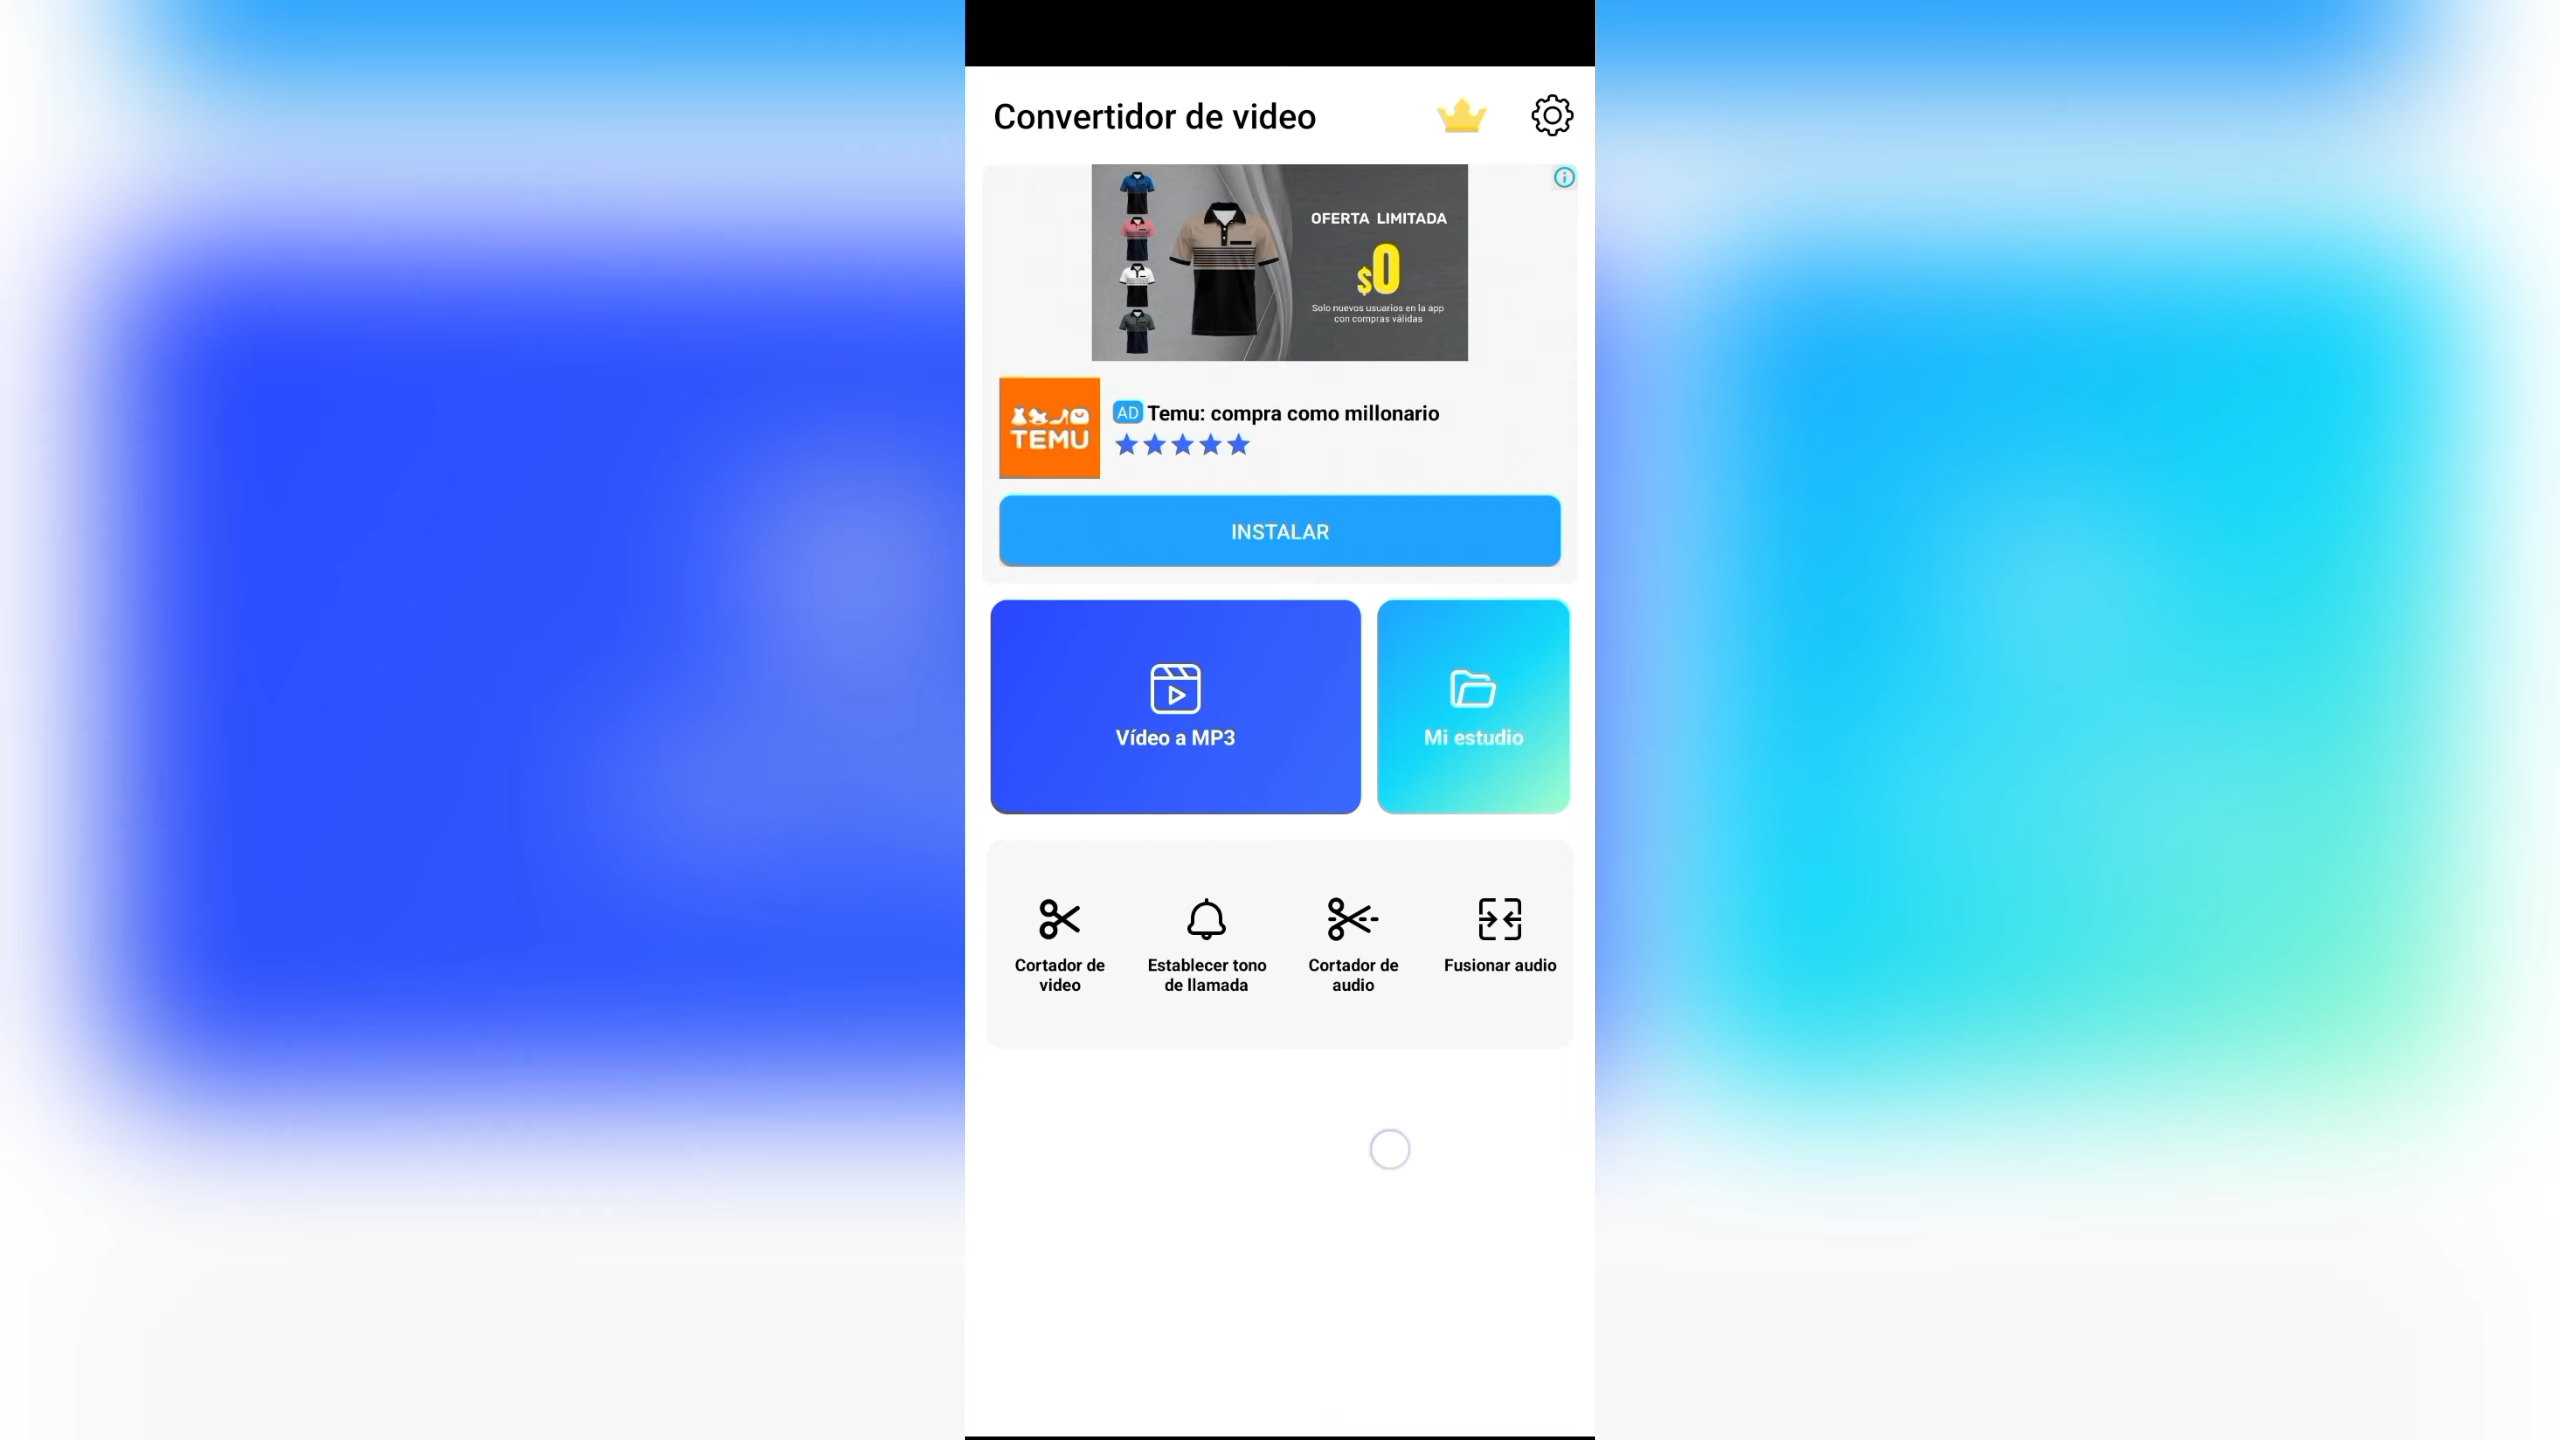 Convertidor de video
OFERTA LIMITADA
$0
Solo nuevos usuarios en la app
con compras válidas
TEMU
AD Temu: compra como millonario
INSTALAR
Vídeo a MP3
Mi estudio
Cortador de
video
Establecer tono
de llamada
Cortador de
audio
Fusionar audio